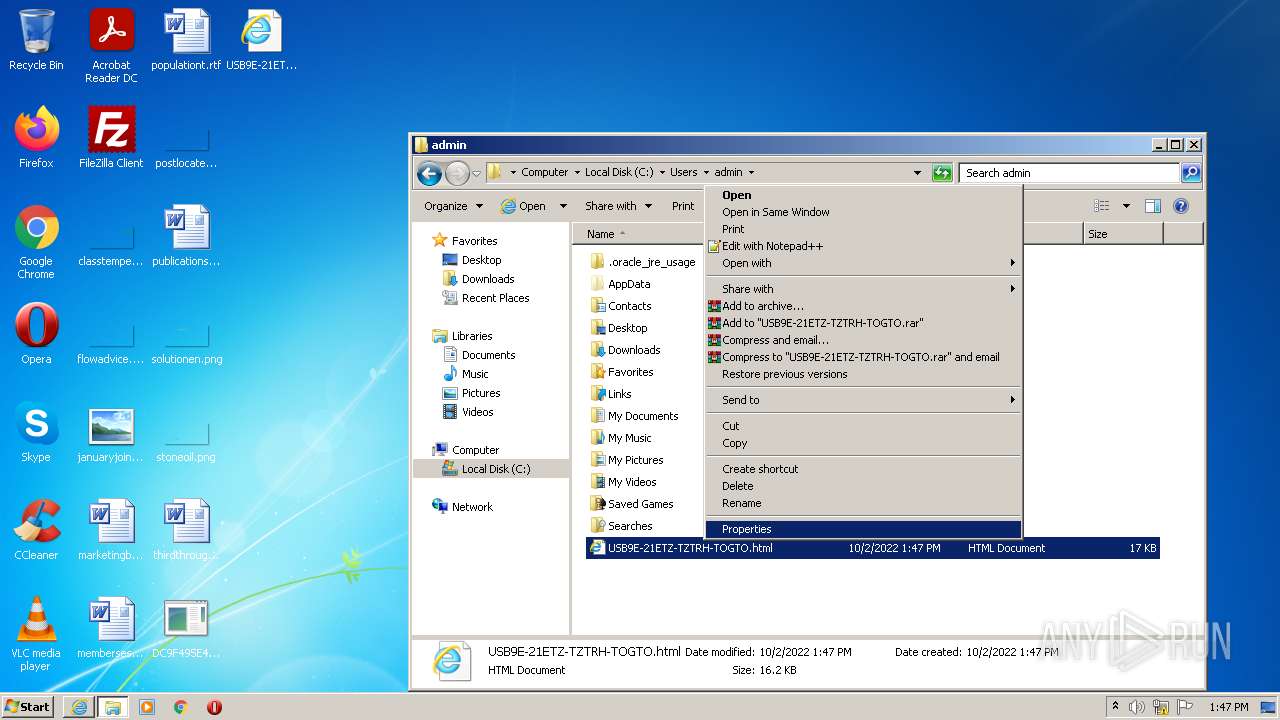 Recycle Bin
Acrobat
Reader DC
populationt.rtf
USB9E-21ET...
Firefox
FileZilla Client
postlocate...
Google
Chrome
classtempe...
publications...
Opera
flowadvice....
solutionen.png
Skype
januaryjoin...
stoneoil.png
CCleaner
marketingb...
thirdthroug...
VLC media
player
memberses...
DC9F49SE4...
admin
Computer
Local Disk (C:)
Users
admin
Search admin
Organize
Open
Share with
Print
Favorites
Desktop
Downloads
Recent Places
Libraries
Documents
Music
Pictures
Videos
Computer
Local Disk (C:)
Network
Name
Size
.oracle_jre_usage
AppData
Contacts
Desktop
Downloads
Favorites
Links
My Documents
My Music
My Pictures
My Videos
Saved Games
Searches
USB9E-21ETZ-TZTRH-TOGTO.html 10/2/2022 1:47 PM HTML Document 17 KB
Open
Open in Same Window
Print
Edit with Notepad++
Open with
Share with
Add to archive...
Add to "USB9E-21ETZ-TZTRH-TOGTO.rar"
Compress and email...
Compress to "USB9E-21ETZ-TZTRH-TOGTO.rar" and email
Restore previous versions
Send to
Cut
Copy
Create shortcut
Delete
Rename
Properties
USB9E-21ETZ-TZTRH-TOGTO.html Date modified: 10/2/2022 1:47 PM Date created: 10/2/2022 1:47 PM
HTML Document Size: 16.2 KB
ANY RUN
Start
1:47 PM